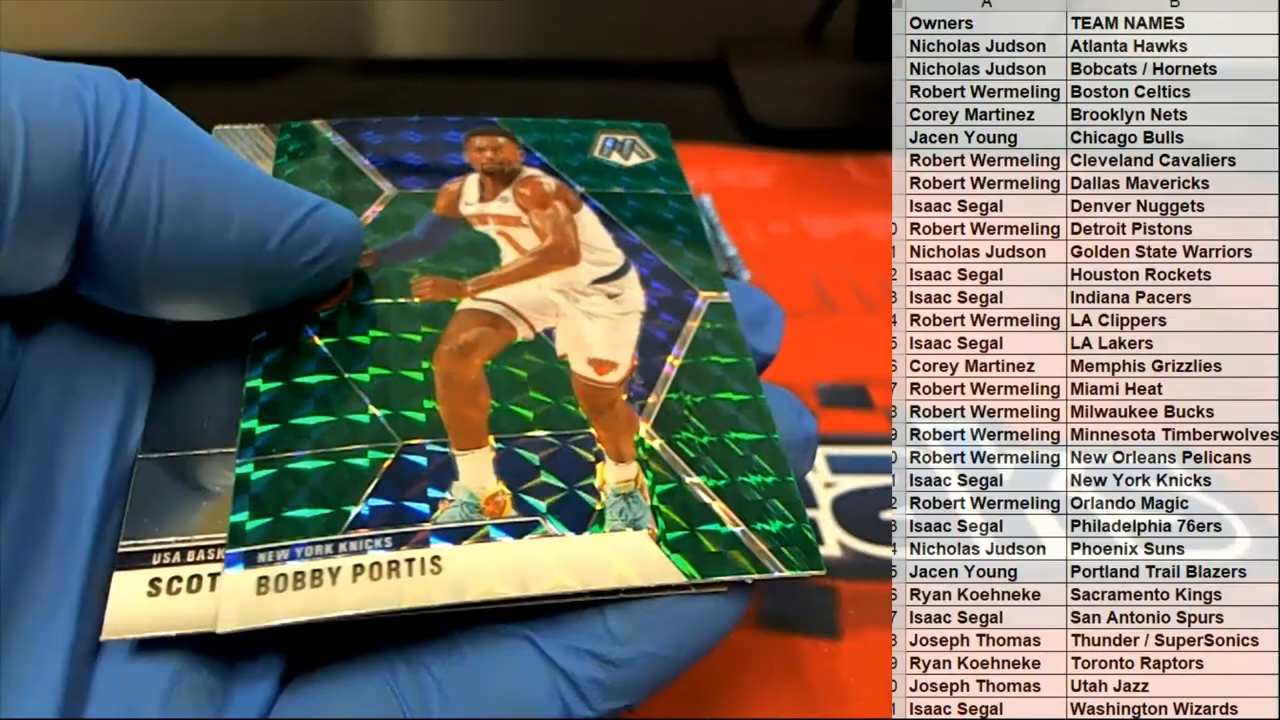 NEW YORK KNICKS
BOBBY PORTIS
USA BASK
SCOT
A B
Owners TEAM NAMES
Nicholas Judson Atlanta Hawks
Nicholas Judson Bobcats / Hornets
Robert Wermeling Boston Celtics
Corey Martinez Brooklyn Nets
Jacen Young Chicago Bulls
Robert Wermeling Cleveland Cavaliers
Robert Wermeling Dallas Mavericks
Isaac Segal Denver Nuggets
Robert Wermeling Detroit Pistons
Nicholas Judson Golden State Warriors
Isaac Segal Houston Rockets
Isaac Segal Indiana Pacers
Robert Wermeling LA Clippers
Isaac Segal LA Lakers
Corey Martinez Memphis Grizzlies
Robert Wermeling Miami Heat
Robert Wermeling Milwaukee Bucks
Robert Wermeling Minnesota Timberwolves
Robert Wermeling New Orleans Pelicans
Isaac Segal New York Knicks
Robert Wermeling Orlando Magic
Isaac Segal Philadelphia 76ers
Nicholas Judson Phoenix Suns
Jacen Young Portland Trail Blazers
Ryan Koehneke Sacramento Kings
Isaac Segal San Antonio Spurs
Joseph Thomas Thunder / SuperSonics
Ryan Koehneke Toronto Raptors
Joseph Thomas Utah Jazz
Isaac Segal Washington Wizards